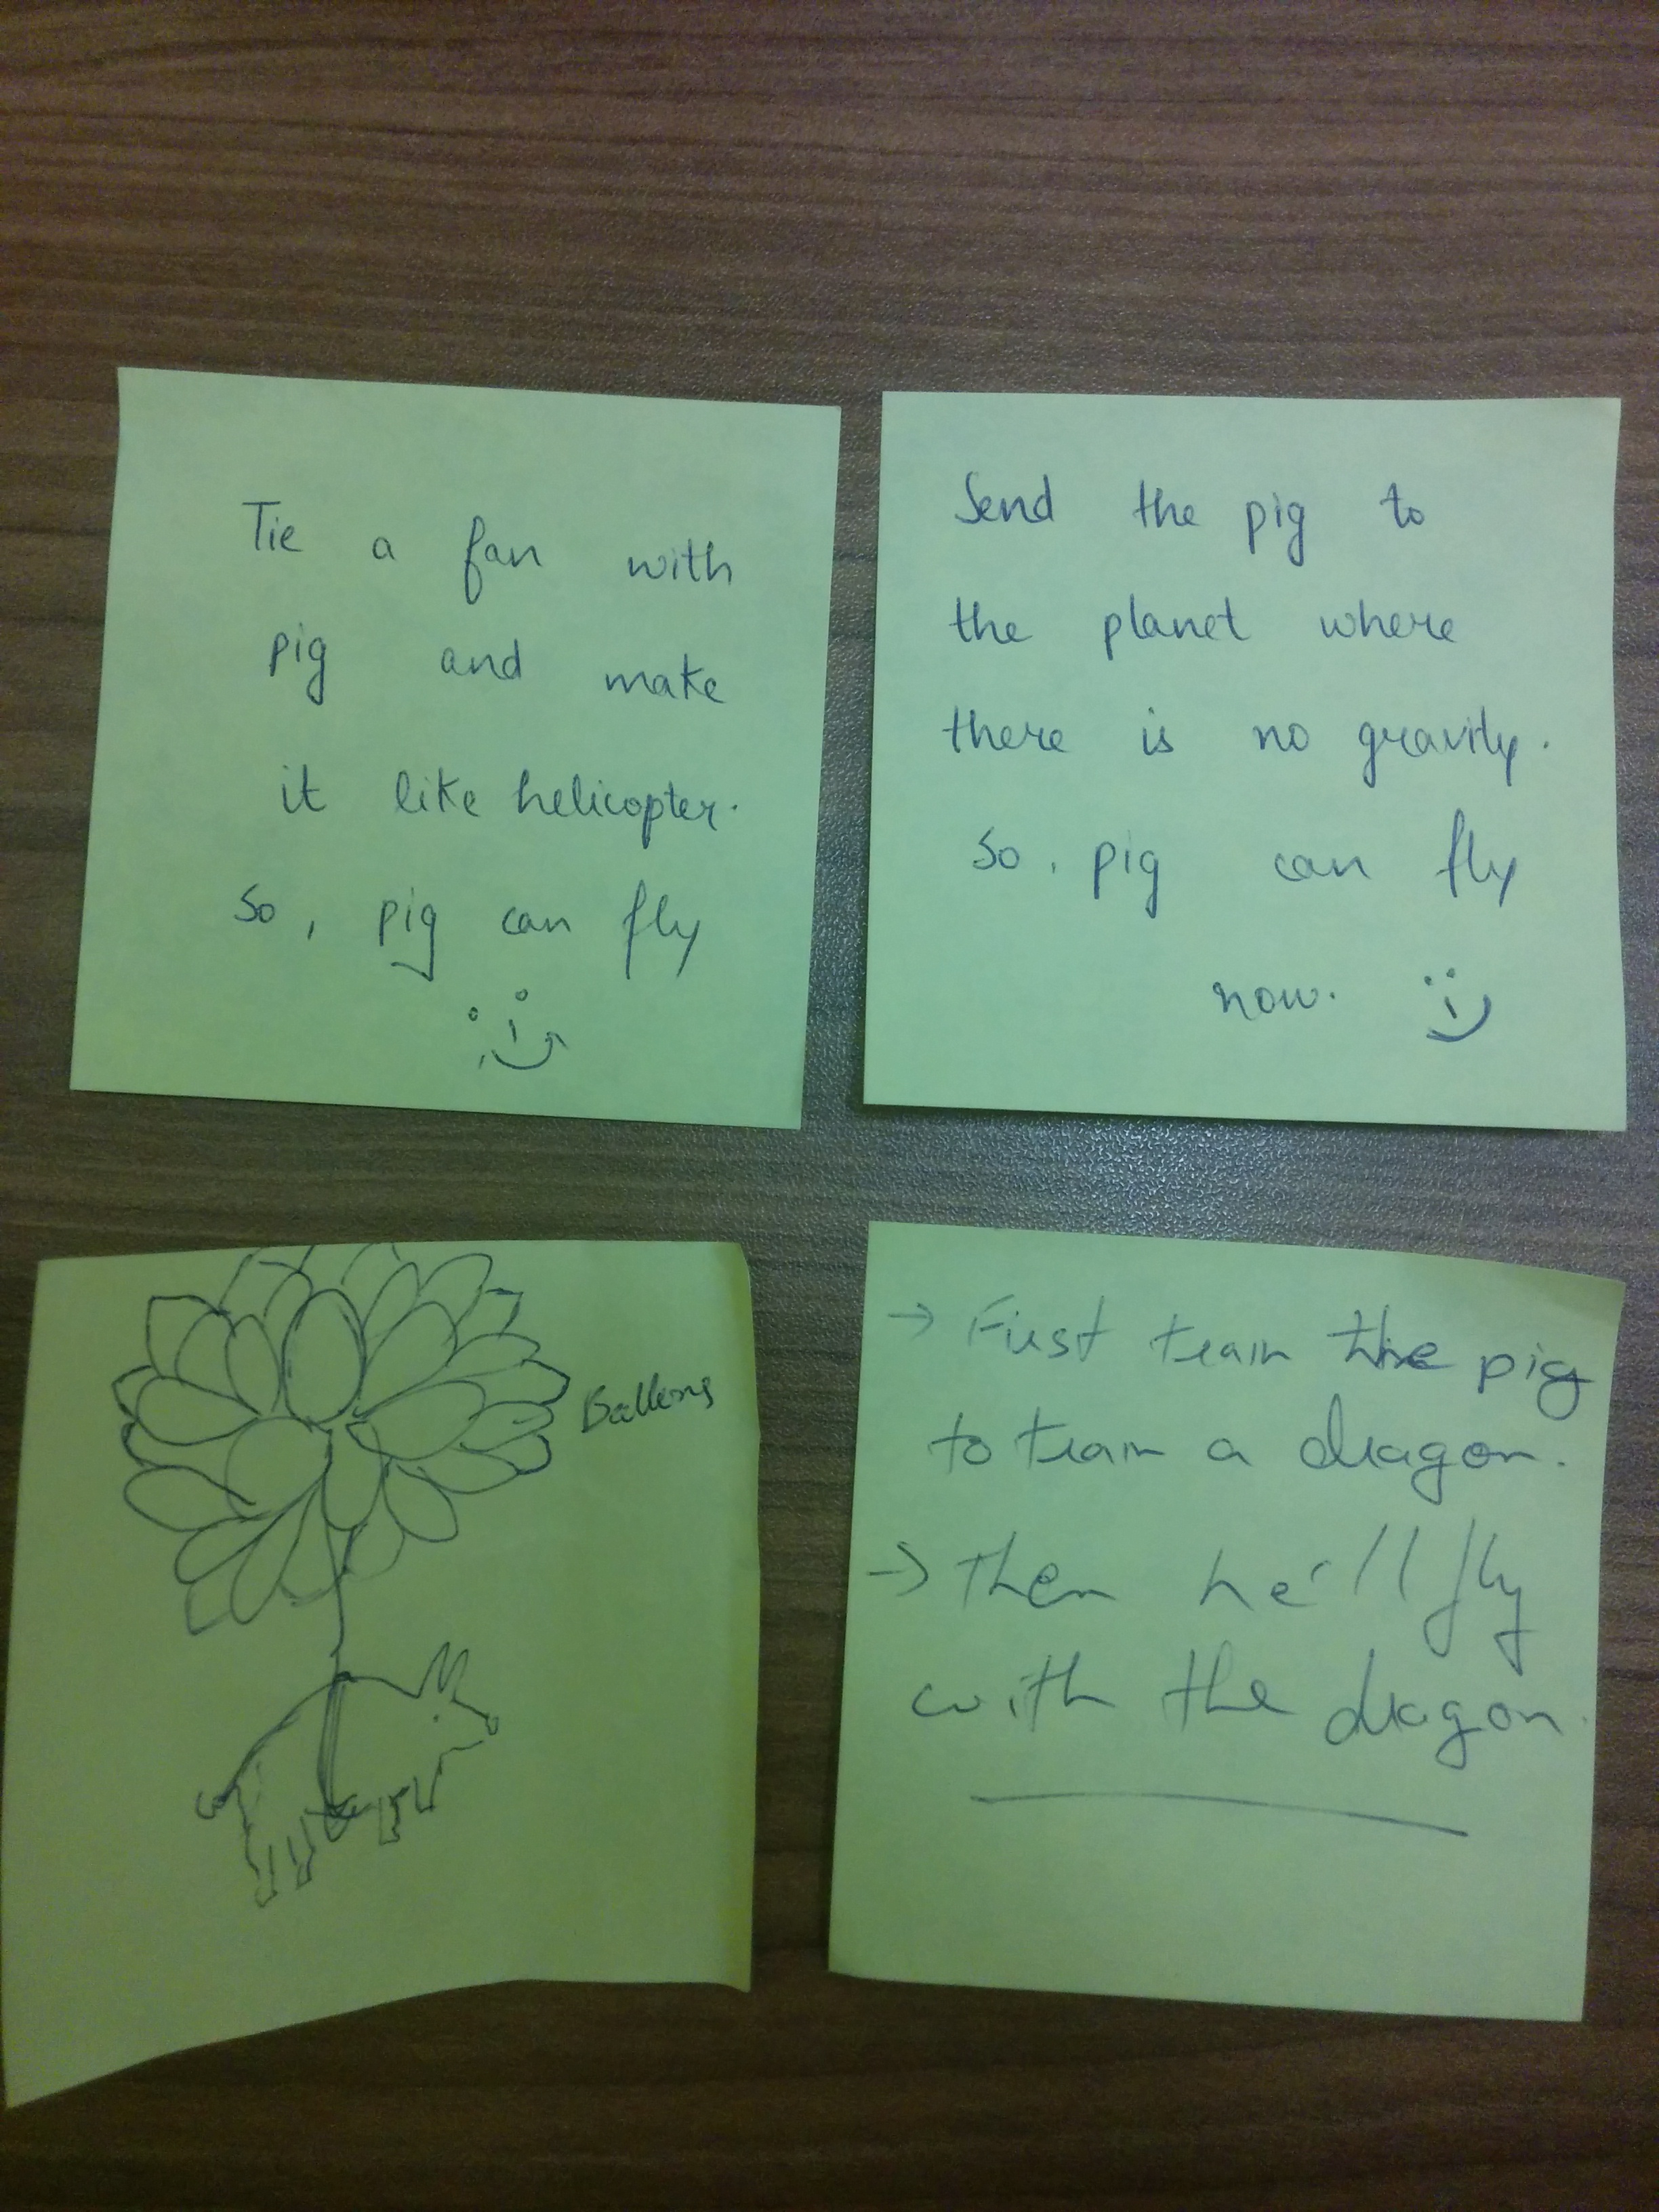 Tie a fan with
pig and make
it like helicopter.
So, pig can fly
Send the pig to
the planet where
there is no gravity.
So, pig can fly
now.
Ballons
→ First train the pig
to train a dragon.
→ Then he'll fly
with the dragon.